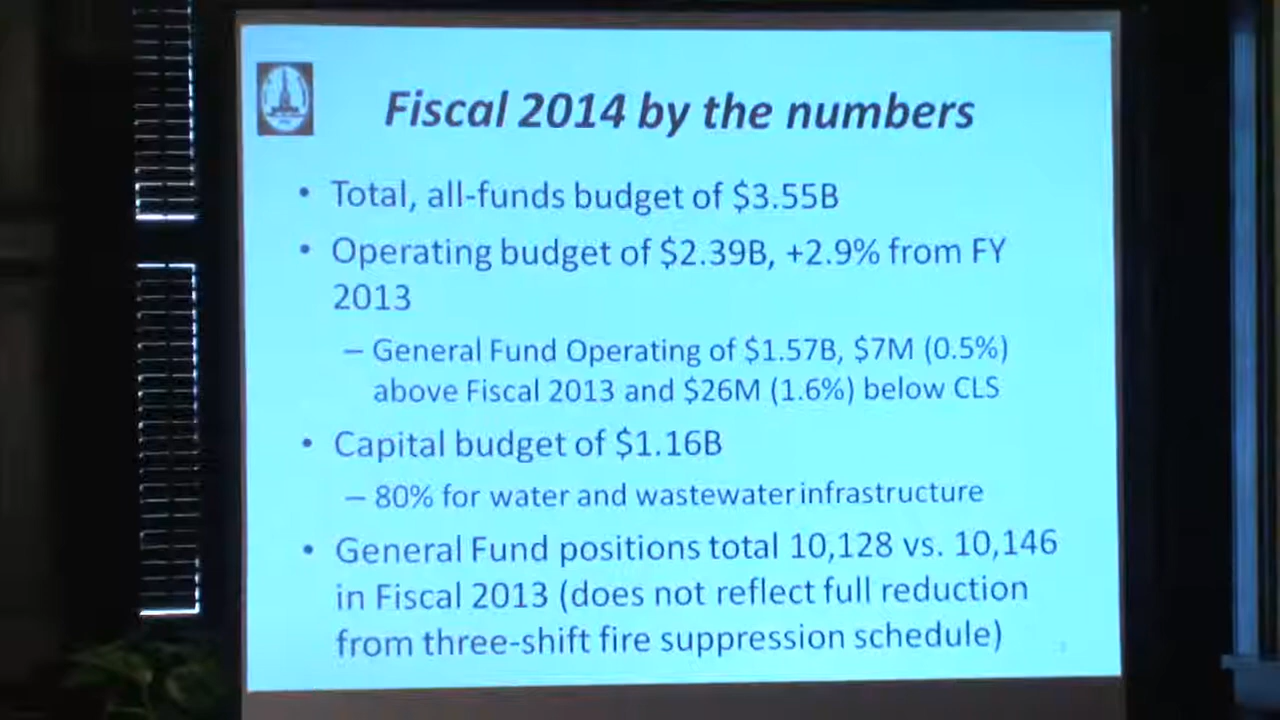 Fiscal 2014 by the numbers
• Total, all-funds budget of $3.55B
• Operating budget of $2.39B, +2.9% from FY
2013
– General Fund Operating of $1.57B, $7M (0.5%)
above Fiscal 2013 and $26M (1.6%) below CLS
• Capital budget of $1.16B
– 80% for water and wastewater infrastructure
• General Fund positions total 10,128 vs. 10,146
in Fiscal 2013 (does not reflect full reduction
from three-shift fire suppression schedule)